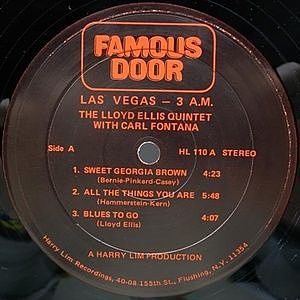 FAMOUS
DOOR
LAS VEGAS — 3 A.M.
THE LLOYD ELLIS QUINTET
WITH CARL FONTANA
Side A HL 110 A STEREO
1. SWEET GEORGIA BROWN 4:23
(Bernie-Pinkard-Casey)
2. ALL THE THINGS YOU ARE 5:48
(Hammerstein-Kern)
3. BLUES TO GO 4:07
(Lloyd Ellis)
A HARRY LIM PRODUCTION
Harry Lim Recordings, 40-08 155th St., Flushing, N.Y. 11354